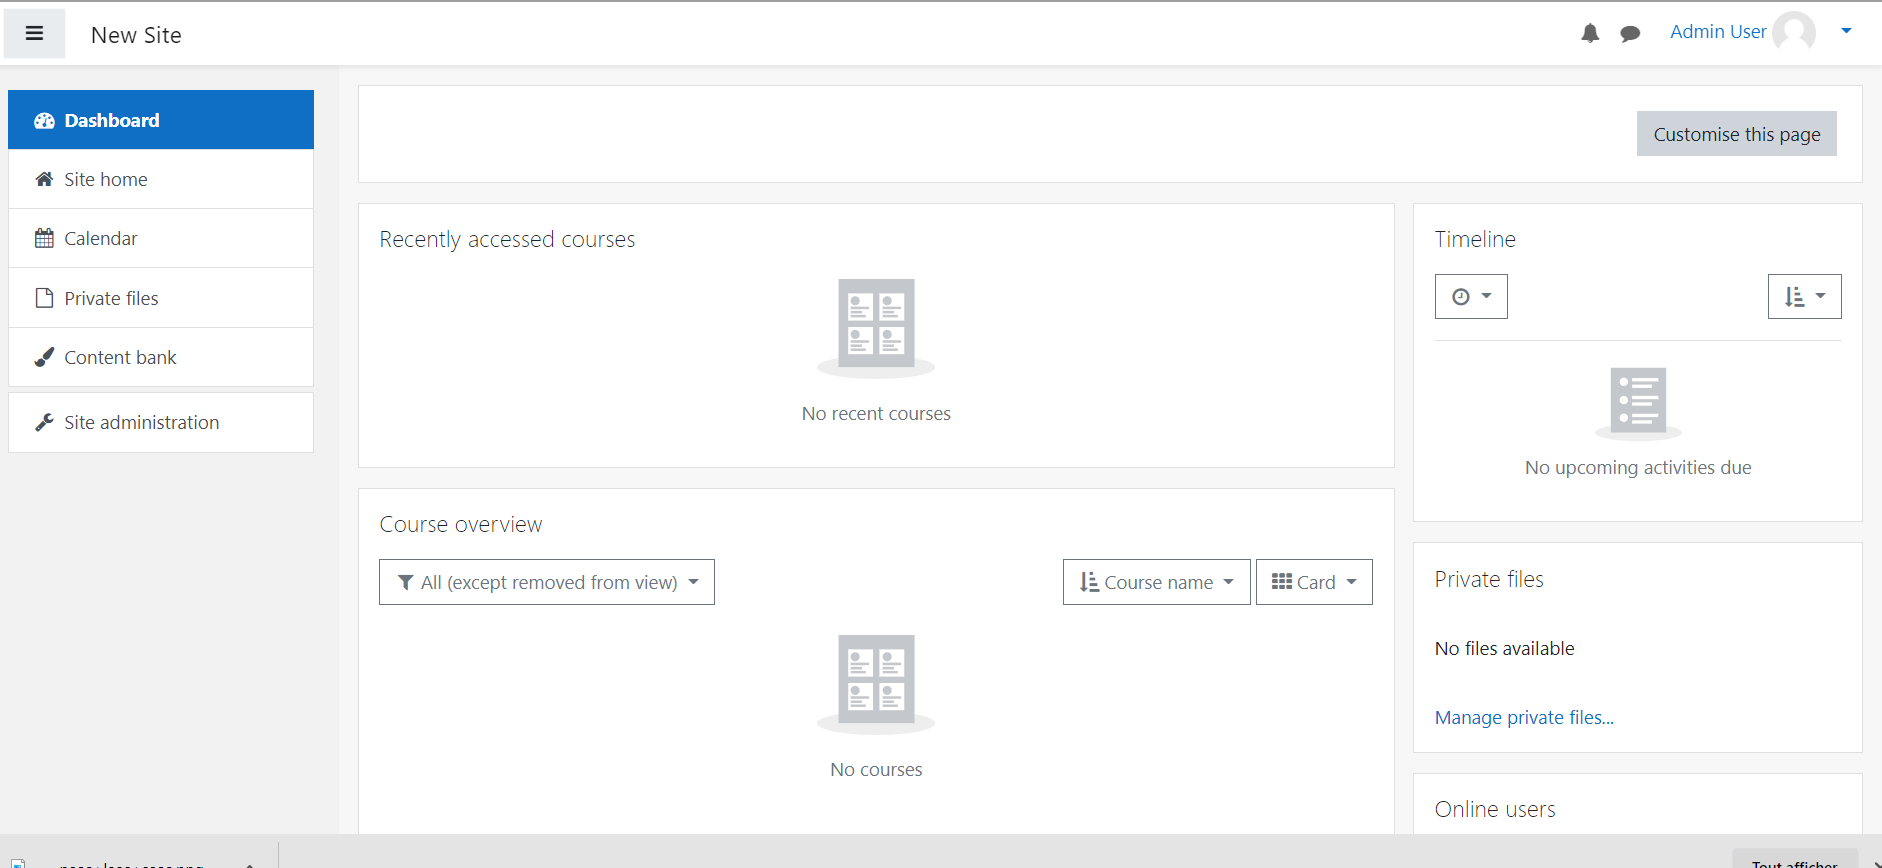 New Site
Admin User
Dashboard
Site home
Calendar
Private files
Content bank
Site administration
Customise this page
Recently accessed courses
No recent courses
Course overview
All (except removed from view)
Course name
Card
No courses
Timeline
No upcoming activities due
Private files
No files available
Manage private files...
Online users
Tout afficher